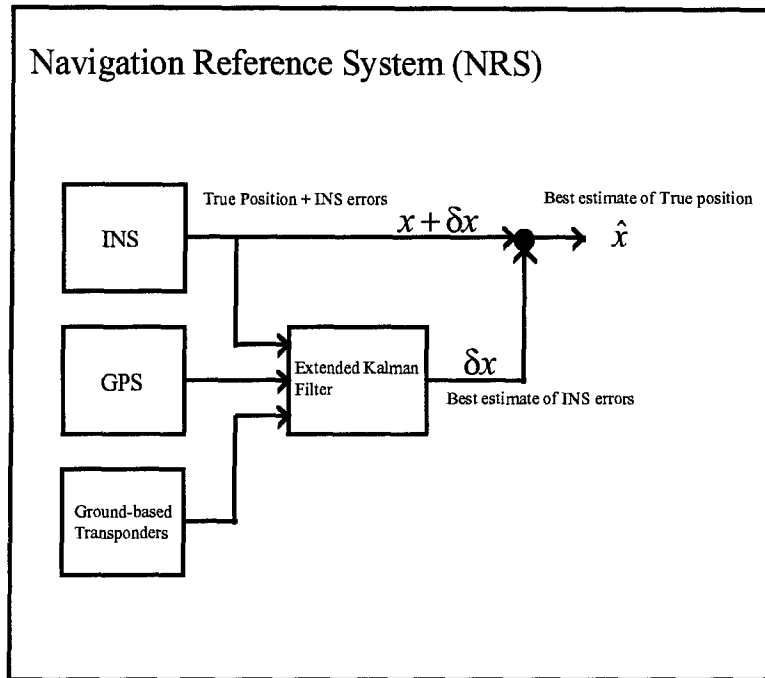 Navigation Reference System (NRS)
True Position + INS errors
Best estimate of True position
INS
x + δx
x̂
GPS
Extended Kalman
Filter
δx
Best estimate of INS errors
Ground-based
Transponders